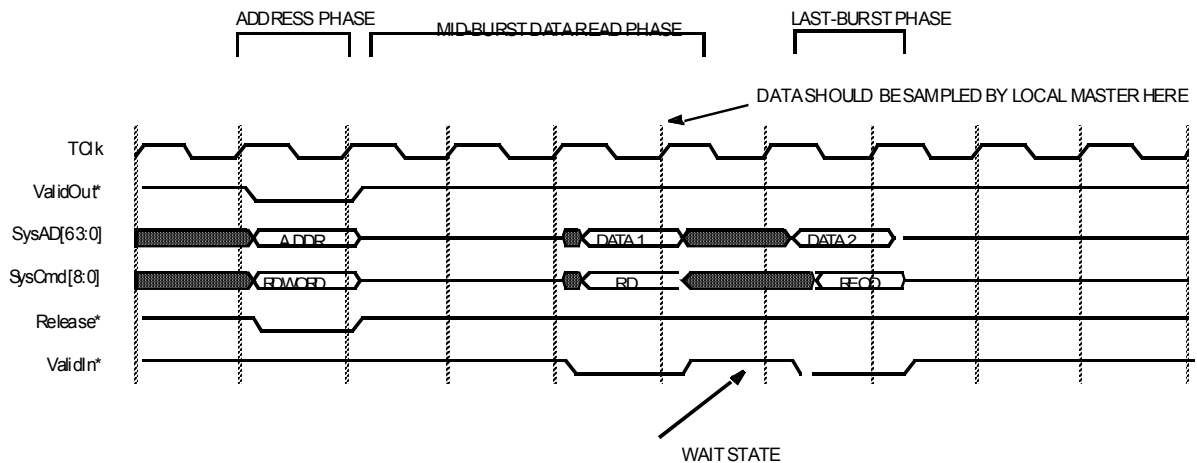 ADDRESS PHASE
MID-BURST DATA READ PHASE
LAST-BURST PHASE
DATA SHOULD BE SAMPLED BY LOCAL MASTER HERE
TClk
ValidOut*
SysAD[63:0]
ADDR
DATA 1
DATA 2
SysCmd[8:0]
RDWORD
RD
REOD
Release*
ValidIn*
WAIT STATE